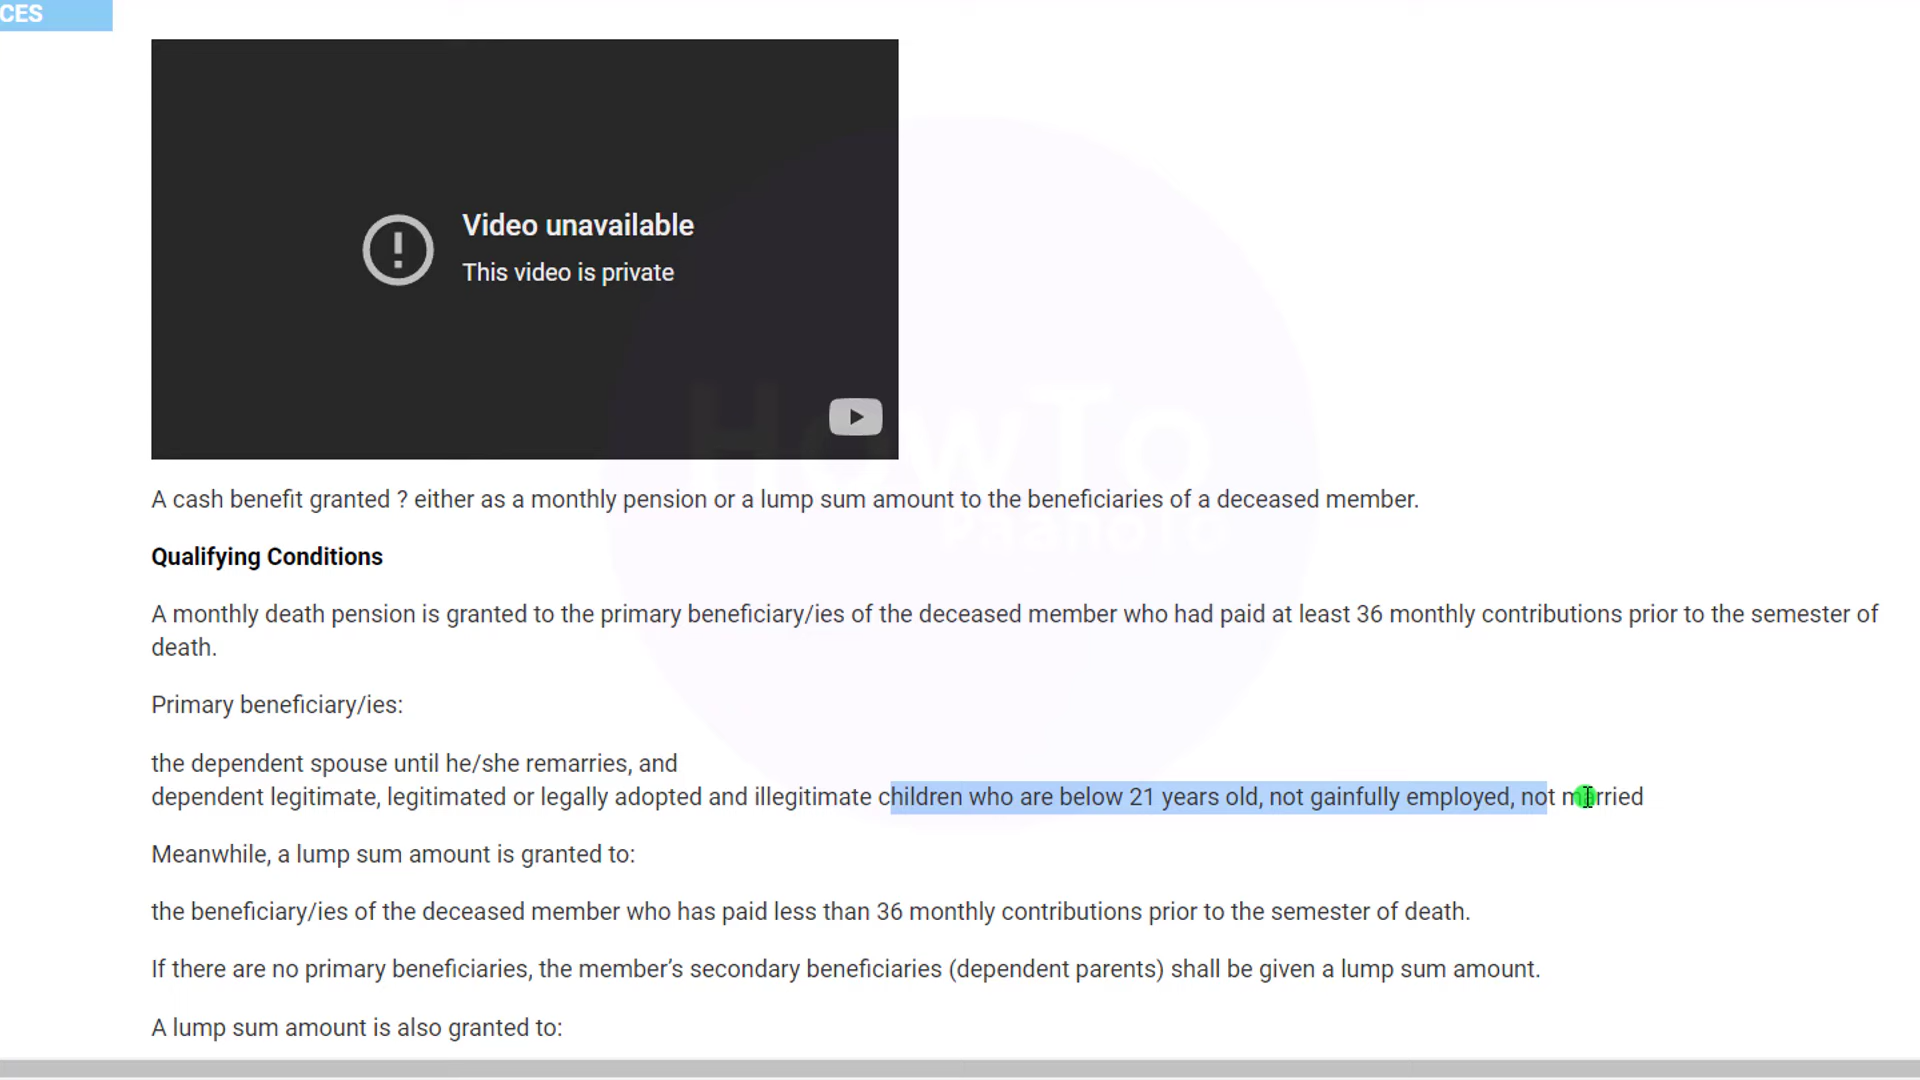 CES
Video unavailable
This video is private
HowTo
PaanoTo
A cash benefit granted ? either as a monthly pension or a lump sum amount to the beneficiaries of a deceased member.
Qualifying Conditions
A monthly death pension is granted to the primary beneficiary/ies of the deceased member who had paid at least 36 monthly contributions prior to the semester of
death.
Primary beneficiary/ies:
the dependent spouse until he/she remarries, and
dependent legitimate, legitimated or legally adopted and illegitimate children who are below 21 years old, not gainfully employed, not married
Meanwhile, a lump sum amount is granted to:
the beneficiary/ies of the deceased member who has paid less than 36 monthly contributions prior to the semester of death.
If there are no primary beneficiaries, the member’s secondary beneficiaries (dependent parents) shall be given a lump sum amount.
A lump sum amount is also granted to: